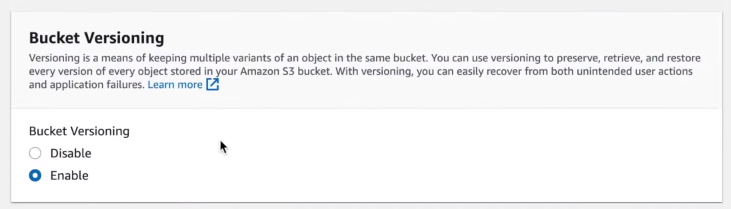 Bucket Versioning
Versioning is a means of keeping multiple variants of an object in the same bucket. You can use versioning to preserve, retrieve, and restore
every version of every object stored in your Amazon S3 bucket. With versioning, you can easily recover from both unintended user actions
and application failures. Learn more
Bucket Versioning
Disable
Enable